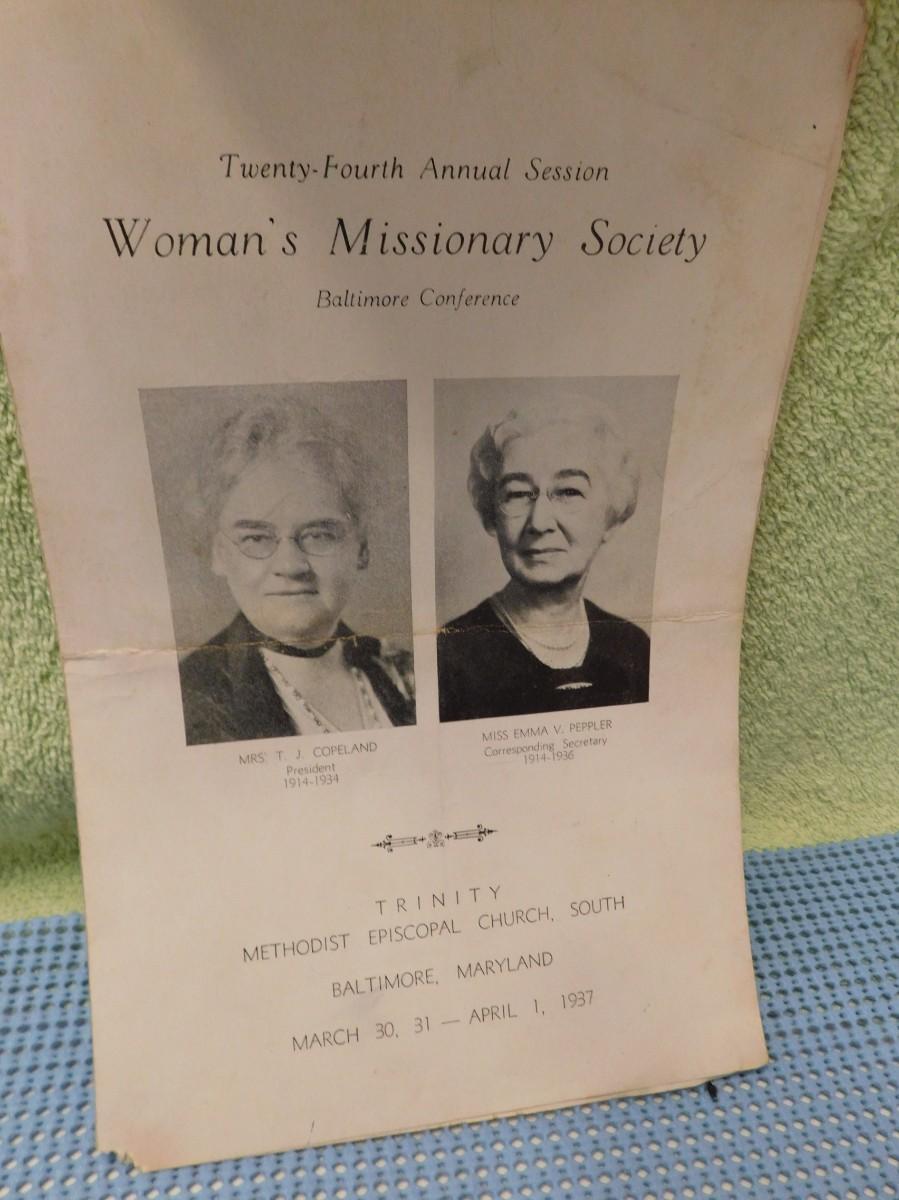 Twenty-Fourth Annual Session
Woman's Missionary Society
Baltimore Conference
MRS. T. J. COPELAND
President
1914-1934
MISS EMMA V. PEPPLER
Corresponding Secretary
1914-1936
TRINITY
METHODIST EPISCOPAL CHURCH, SOUTH
BALTIMORE, MARYLAND
MARCH 30, 31 — APRIL 1, 1937